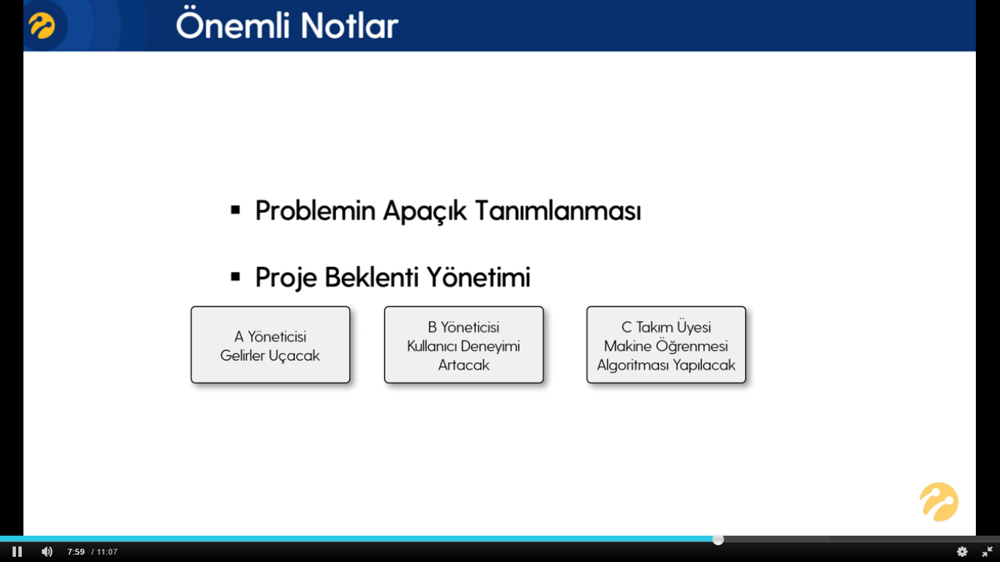 Önemli Notlar
▪ Problemin Apaçık Tanımlanması
▪ Proje Beklenti Yönetimi
A Yöneticisi
Gelirler Uçacak
B Yöneticisi
Kullanıcı Deneyimi
Artacak
C Takım Üyesi
Makine Öğrenmesi
Algoritması Yapılacak
7:59 / 11:07